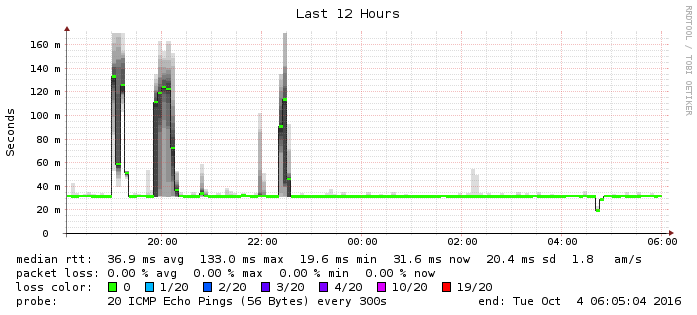 Last 12 Hours
RRDTOOL / TOBI OETIKER
Seconds
160 m
140 m
120 m
100 m
80 m
60 m
40 m
20 m
0
20:00 22:00 00:00 02:00 04:00 06:00
median rtt: 36.9 ms avg 133.0 ms max 19.6 ms min 31.6 ms now 20.4 ms sd 1.8 am/s
packet loss: 0.00 % avg 0.00 % max 0.00 % min 0.00 % now
loss color: 0 1/20 2/20 3/20 4/20 10/20 19/20
probe: 20 ICMP Echo Pings (56 Bytes) every 300s end: Tue Oct 4 06:05:04 2016